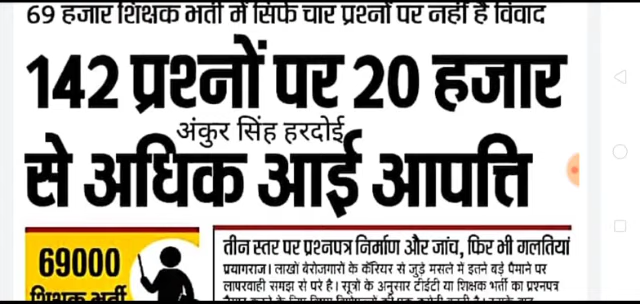 69 हजार शिक्षक भर्ती में सिर्फ चार प्रश्नों पर नहीं है विवाद
142 प्रश्नों पर 20 हजार
अंकुर सिंह हरदोई
से अधिक आई आपत्ति
69000
शिक्षक भर्ती
तीन स्तर पर प्रश्नपत्र निर्माण और जांच, फिर भी गलतियां
प्रयागराज। लाखों बेरोजगारों के कॅरियर से जुड़े मसले में इतने बड़े पैमाने पर
लापरवाही समझ से परे है। सूत्रों के अनुसार टीईटी या शिक्षक भर्ती का प्रश्नपत्र